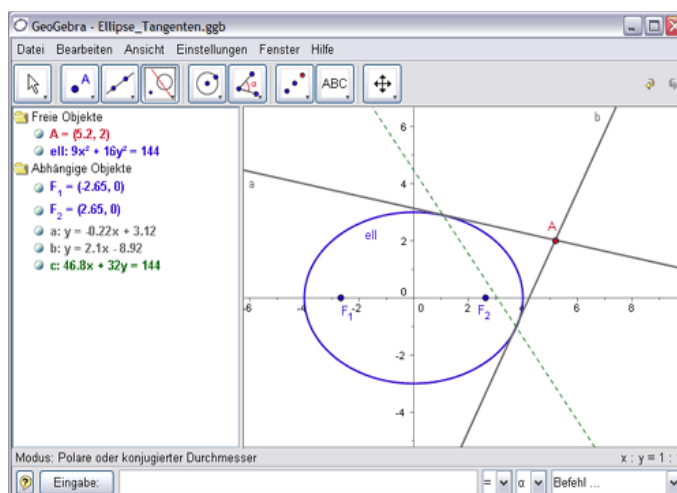 GeoGebra - Ellipse_Tangenten.ggb
Datei Bearbeiten Ansicht Einstellungen Fenster Hilfe
A
α
ABC
Freie Objekte
A = (5.2, 2)
ell: 9x² + 16y² = 144
Abhängige Objekte
F₁ = (-2.65, 0)
F₂ = (2.65, 0)
a: y = -0.22x + 3.12
b: y = 2.1x - 8.92
c: 46.8x + 32y = 144
b
6
4
a
ell
2
A
0
-6 -4 F₁ -2 0 2 F₂ 4 6 8
-2
-4
Modus: Polare oder konjugierter Durchmesser
x : y = 1 :
Eingabe:
= α Befehl ...